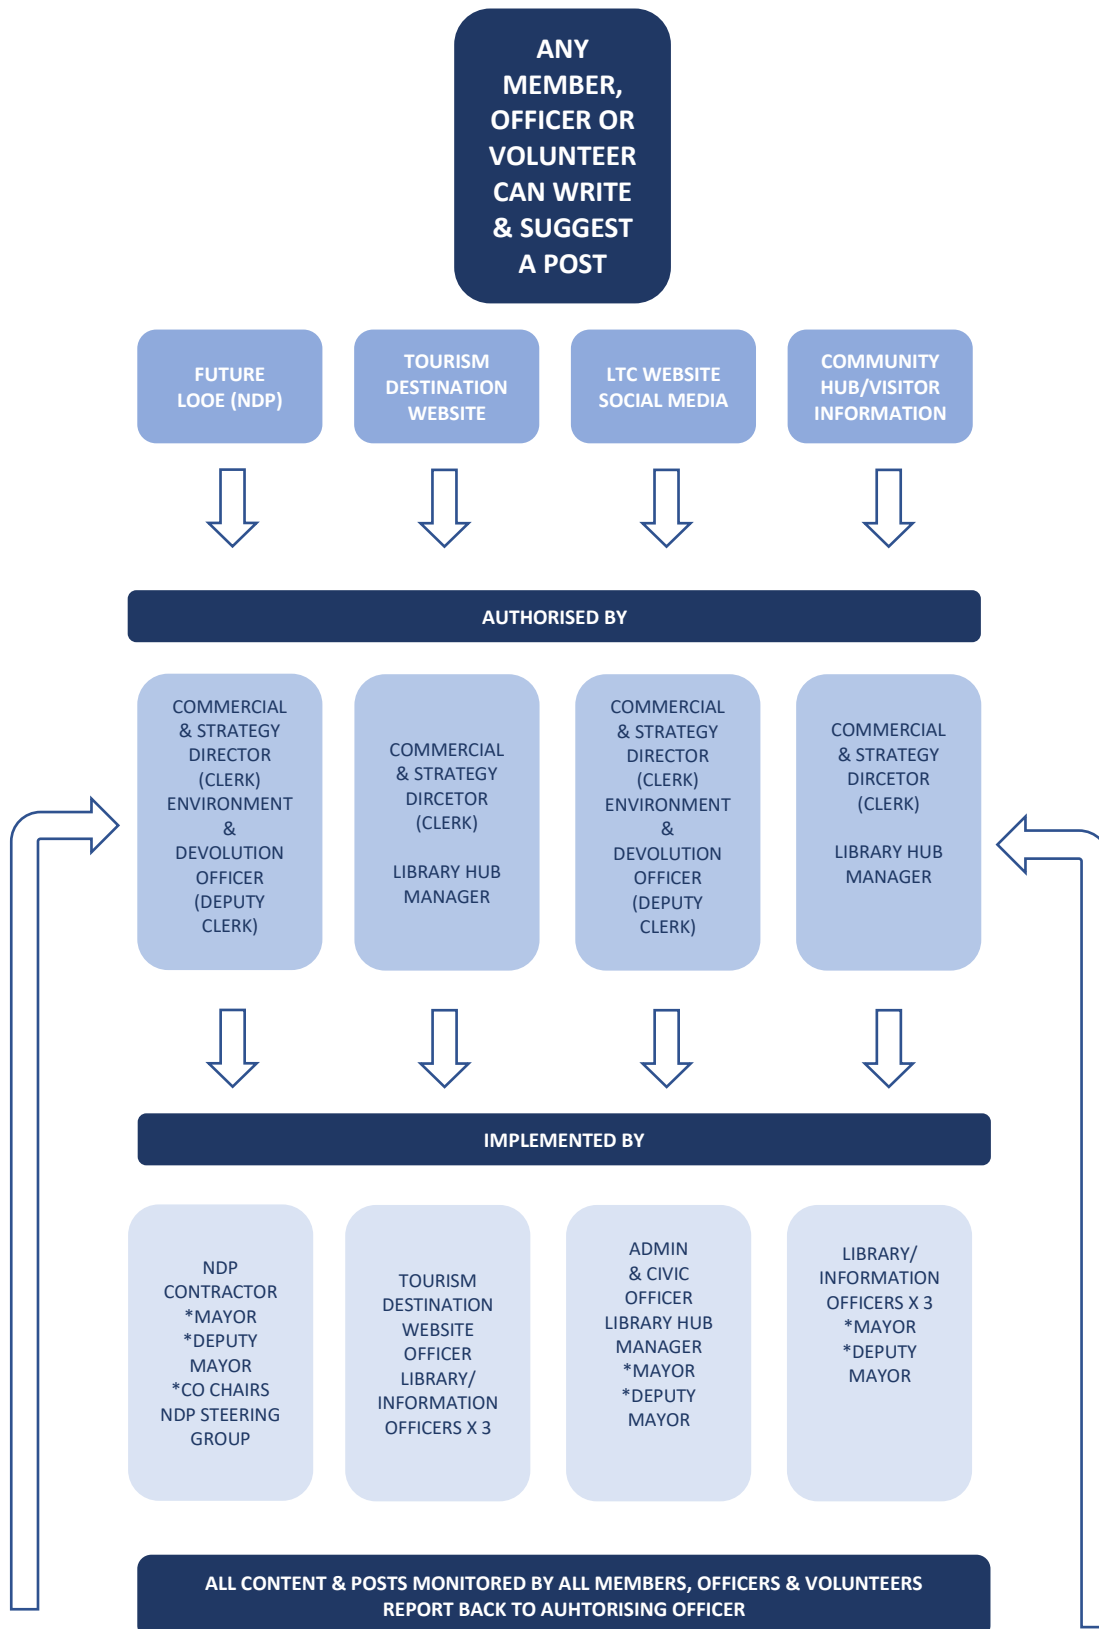 ANY
MEMBER,
OFFICER OR
VOLUNTEER
CAN WRITE
& SUGGEST
A POST
FUTURE
LOOE (NDP)
TOURISM
DESTINATION
WEBSITE
LTC WEBSITE
SOCIAL MEDIA
COMMUNITY
HUB/VISITOR
INFORMATION
AUTHORISED BY
COMMERCIAL
& STRATEGY
DIRECTOR
(CLERK)
ENVIRONMENT
&
DEVOLUTION
OFFICER
(DEPUTY
CLERK)
COMMERCIAL
& STRATEGY
DIRCETOR
(CLERK)
LIBRARY HUB
MANAGER
COMMERCIAL
& STRATEGY
DIRECTOR
(CLERK)
ENVIRONMENT
&
DEVOLUTION
OFFICER
(DEPUTY
CLERK)
COMMERCIAL
& STRATEGY
DIRCETOR
(CLERK)
LIBRARY HUB
MANAGER
IMPLEMENTED BY
NDP
CONTRACTOR
*MAYOR
*DEPUTY
MAYOR
*CO CHAIRS
NDP STEERING
GROUP
TOURISM
DESTINATION
WEBSITE
OFFICER
LIBRARY/
INFORMATION
OFFICERS X 3
ADMIN
& CIVIC
OFFICER
LIBRARY HUB
MANAGER
*MAYOR
*DEPUTY
MAYOR
LIBRARY/
INFORMATION
OFFICERS X 3
*MAYOR
*DEPUTY
MAYOR
ALL CONTENT & POSTS MONITORED BY ALL MEMBERS, OFFICERS & VOLUNTEERS
REPORT BACK TO AUHTORISING OFFICER